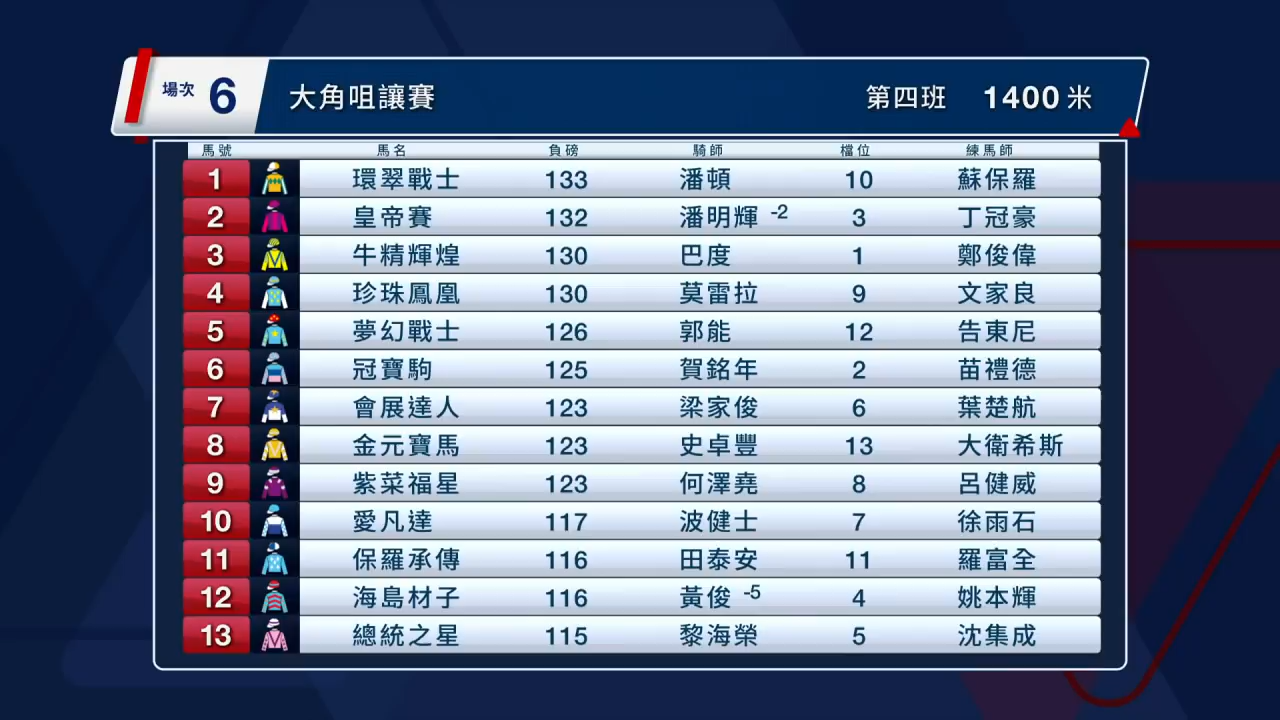 場次 6 大角咀讓賽 第四班 1400 米
馬號 馬名 負磅 騎師 檔位 練馬師
1 環翠戰士 133 潘頓 10 蘇保羅
2 皇帝賽 132 潘明輝 -2 3 丁冠豪
3 牛精輝煌 130 巴度 1 鄭俊偉
4 珍珠鳳凰 130 莫雷拉 9 文家良
5 夢幻戰士 126 郭能 12 告東尼
6 冠寶駒 125 賀銘年 2 苗禮德
7 會展達人 123 梁家俊 6 葉楚航
8 金元寶馬 123 史卓豐 13 大衛希斯
9 紫菜福星 123 何澤堯 8 呂健威
10 愛凡達 117 波健士 7 徐雨石
11 保羅承傳 116 田泰安 11 羅富全
12 海島材子 116 黃俊 -5 4 姚本輝
13 總統之星 115 黎海榮 5 沈集成